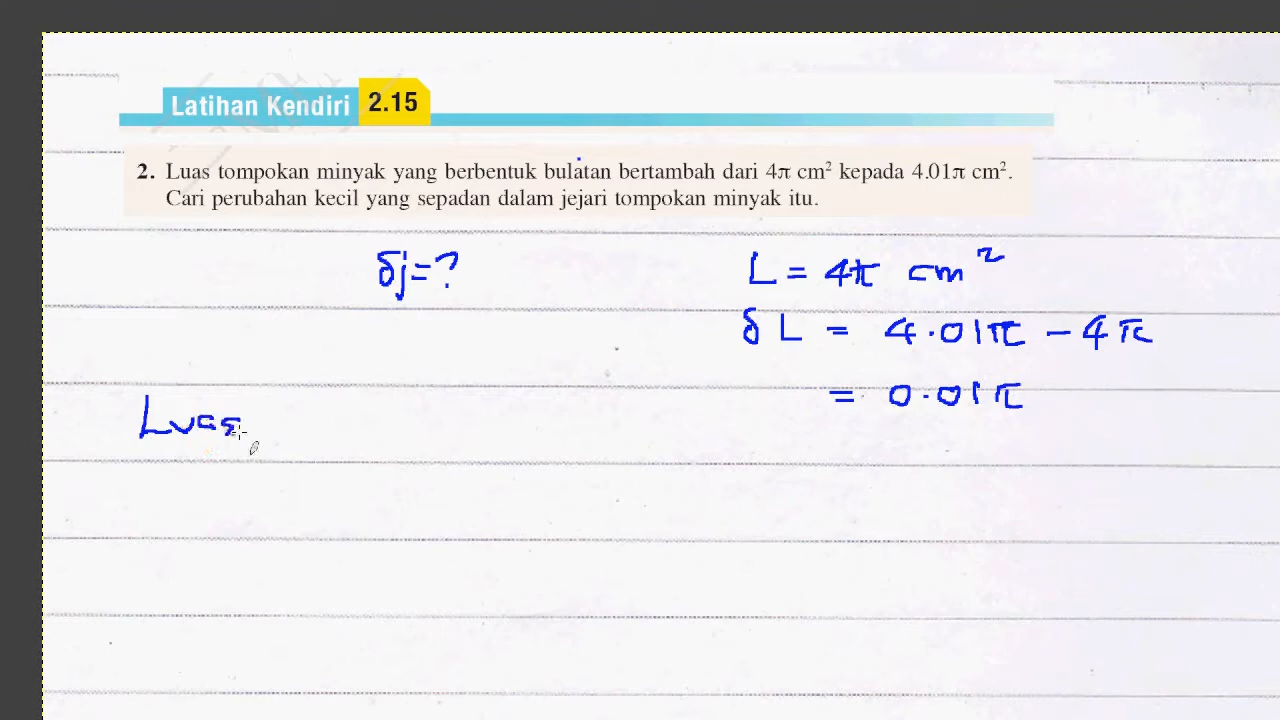 Latihan Kendiri 2.15
2. Luas tompokan minyak yang berbentuk bulatan bertambah dari 4π cm² kepada 4.01π cm².
Cari perubahan kecil yang sepadan dalam jejari tompokan minyak itu.
δj = ?
L = 4π cm²
δL = 4.01π - 4π
= 0.01π
Luas